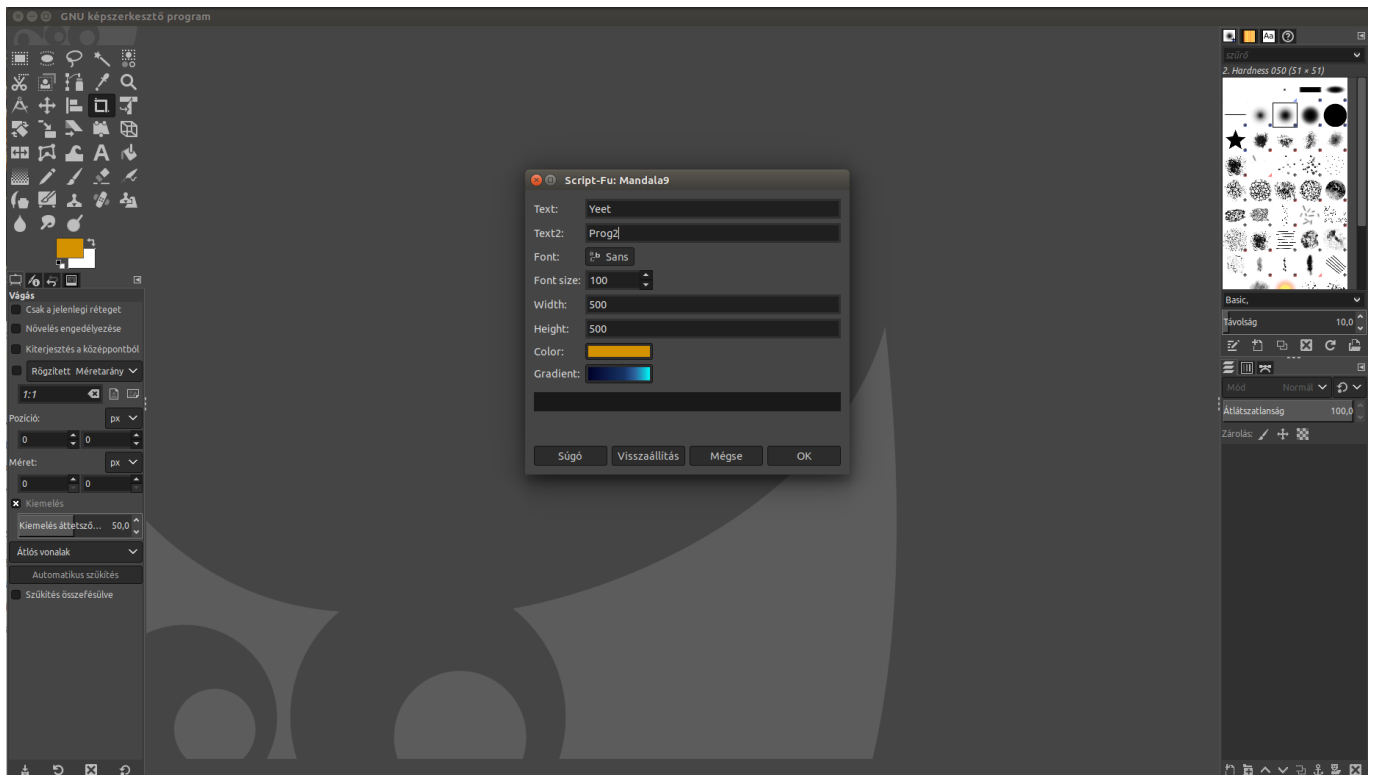 GNU képszerkesztő program
Vágás
Csak a jelenlegi réteget
Növelés engedélyezése
Kiterjesztés a középpontból
Rögzített Méretarány
1:1
Pozíció: px
0 0
Méret: px
0 0
Kiemelés
Kiemelés áttetsző... 50,0
Átlós vonalak
Automatikus szűkítés
Szűkítés összefésülve
Script-Fu: Mandala9
Text: Yeet
Text2: Prog2
Font: Sans
Font size: 100
Width: 500
Height: 500
Color:
Gradient:
Súgó Visszaállítás Mégse OK
szűrő
2. Hardness 050 (51 × 51)
Basic,
Távolság 10,0
Mód Normál
Átlátszatlanság 100,0
Zárolás: